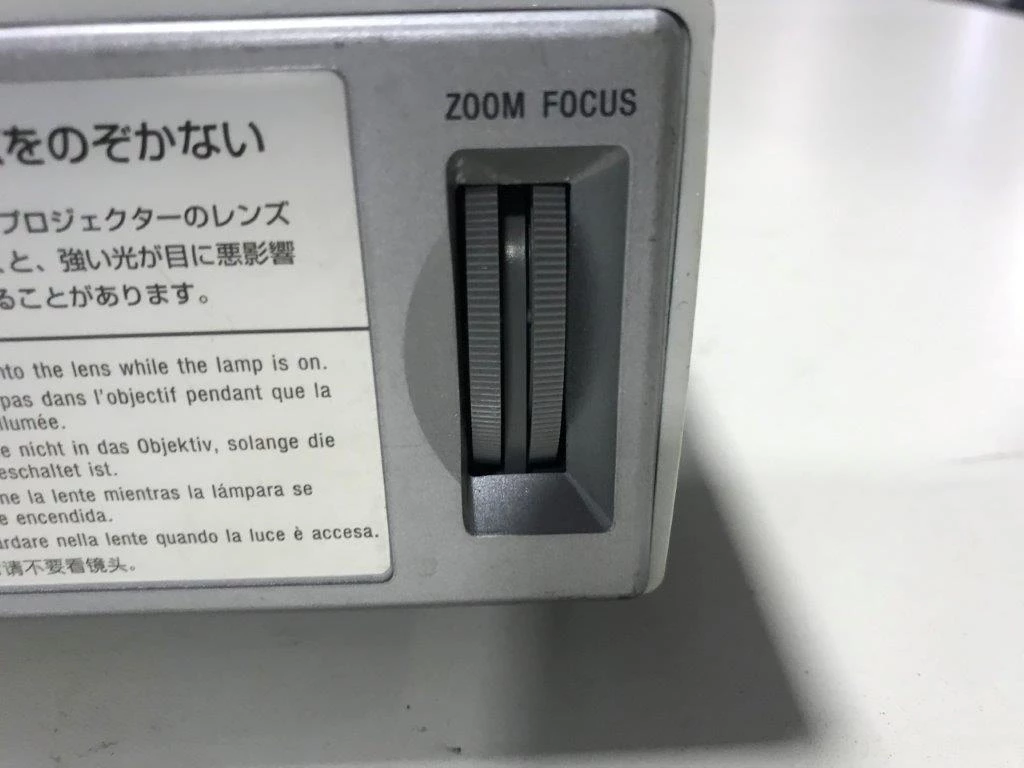 ZOOM FOCUS
をのぞかない
プロジェクターのレンズ
と、強い光が目に悪影響
ることがあります。
nto the lens while the lamp is on.
pas dans l'objectif pendant que la
llumée.
e nicht in das Objektiv, solange die
eschaltet ist.
ne la lente mientras la lámpara se
e encendida.
ardare nella lente quando la luce è accesa.
请不要看镜头。